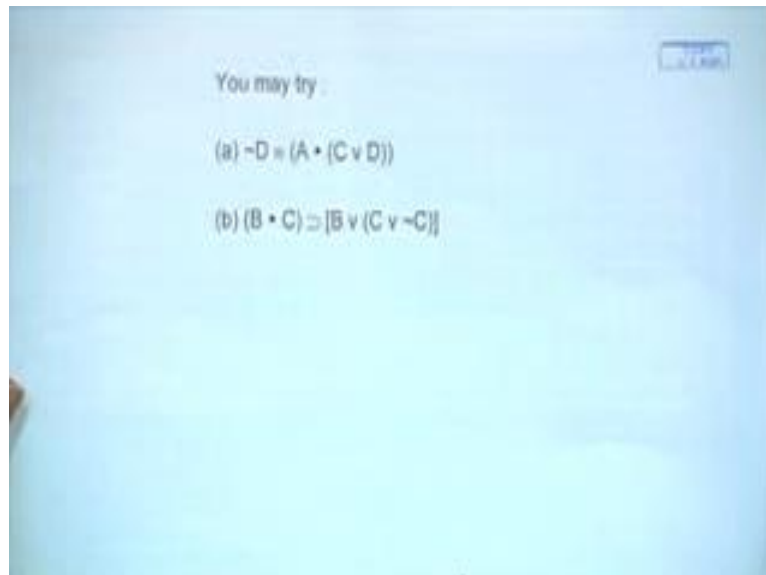 You may try :
(a) ~D ≡ (A • (C v D))
(b) (B • C) ⊃ [B v (C v ~C)]